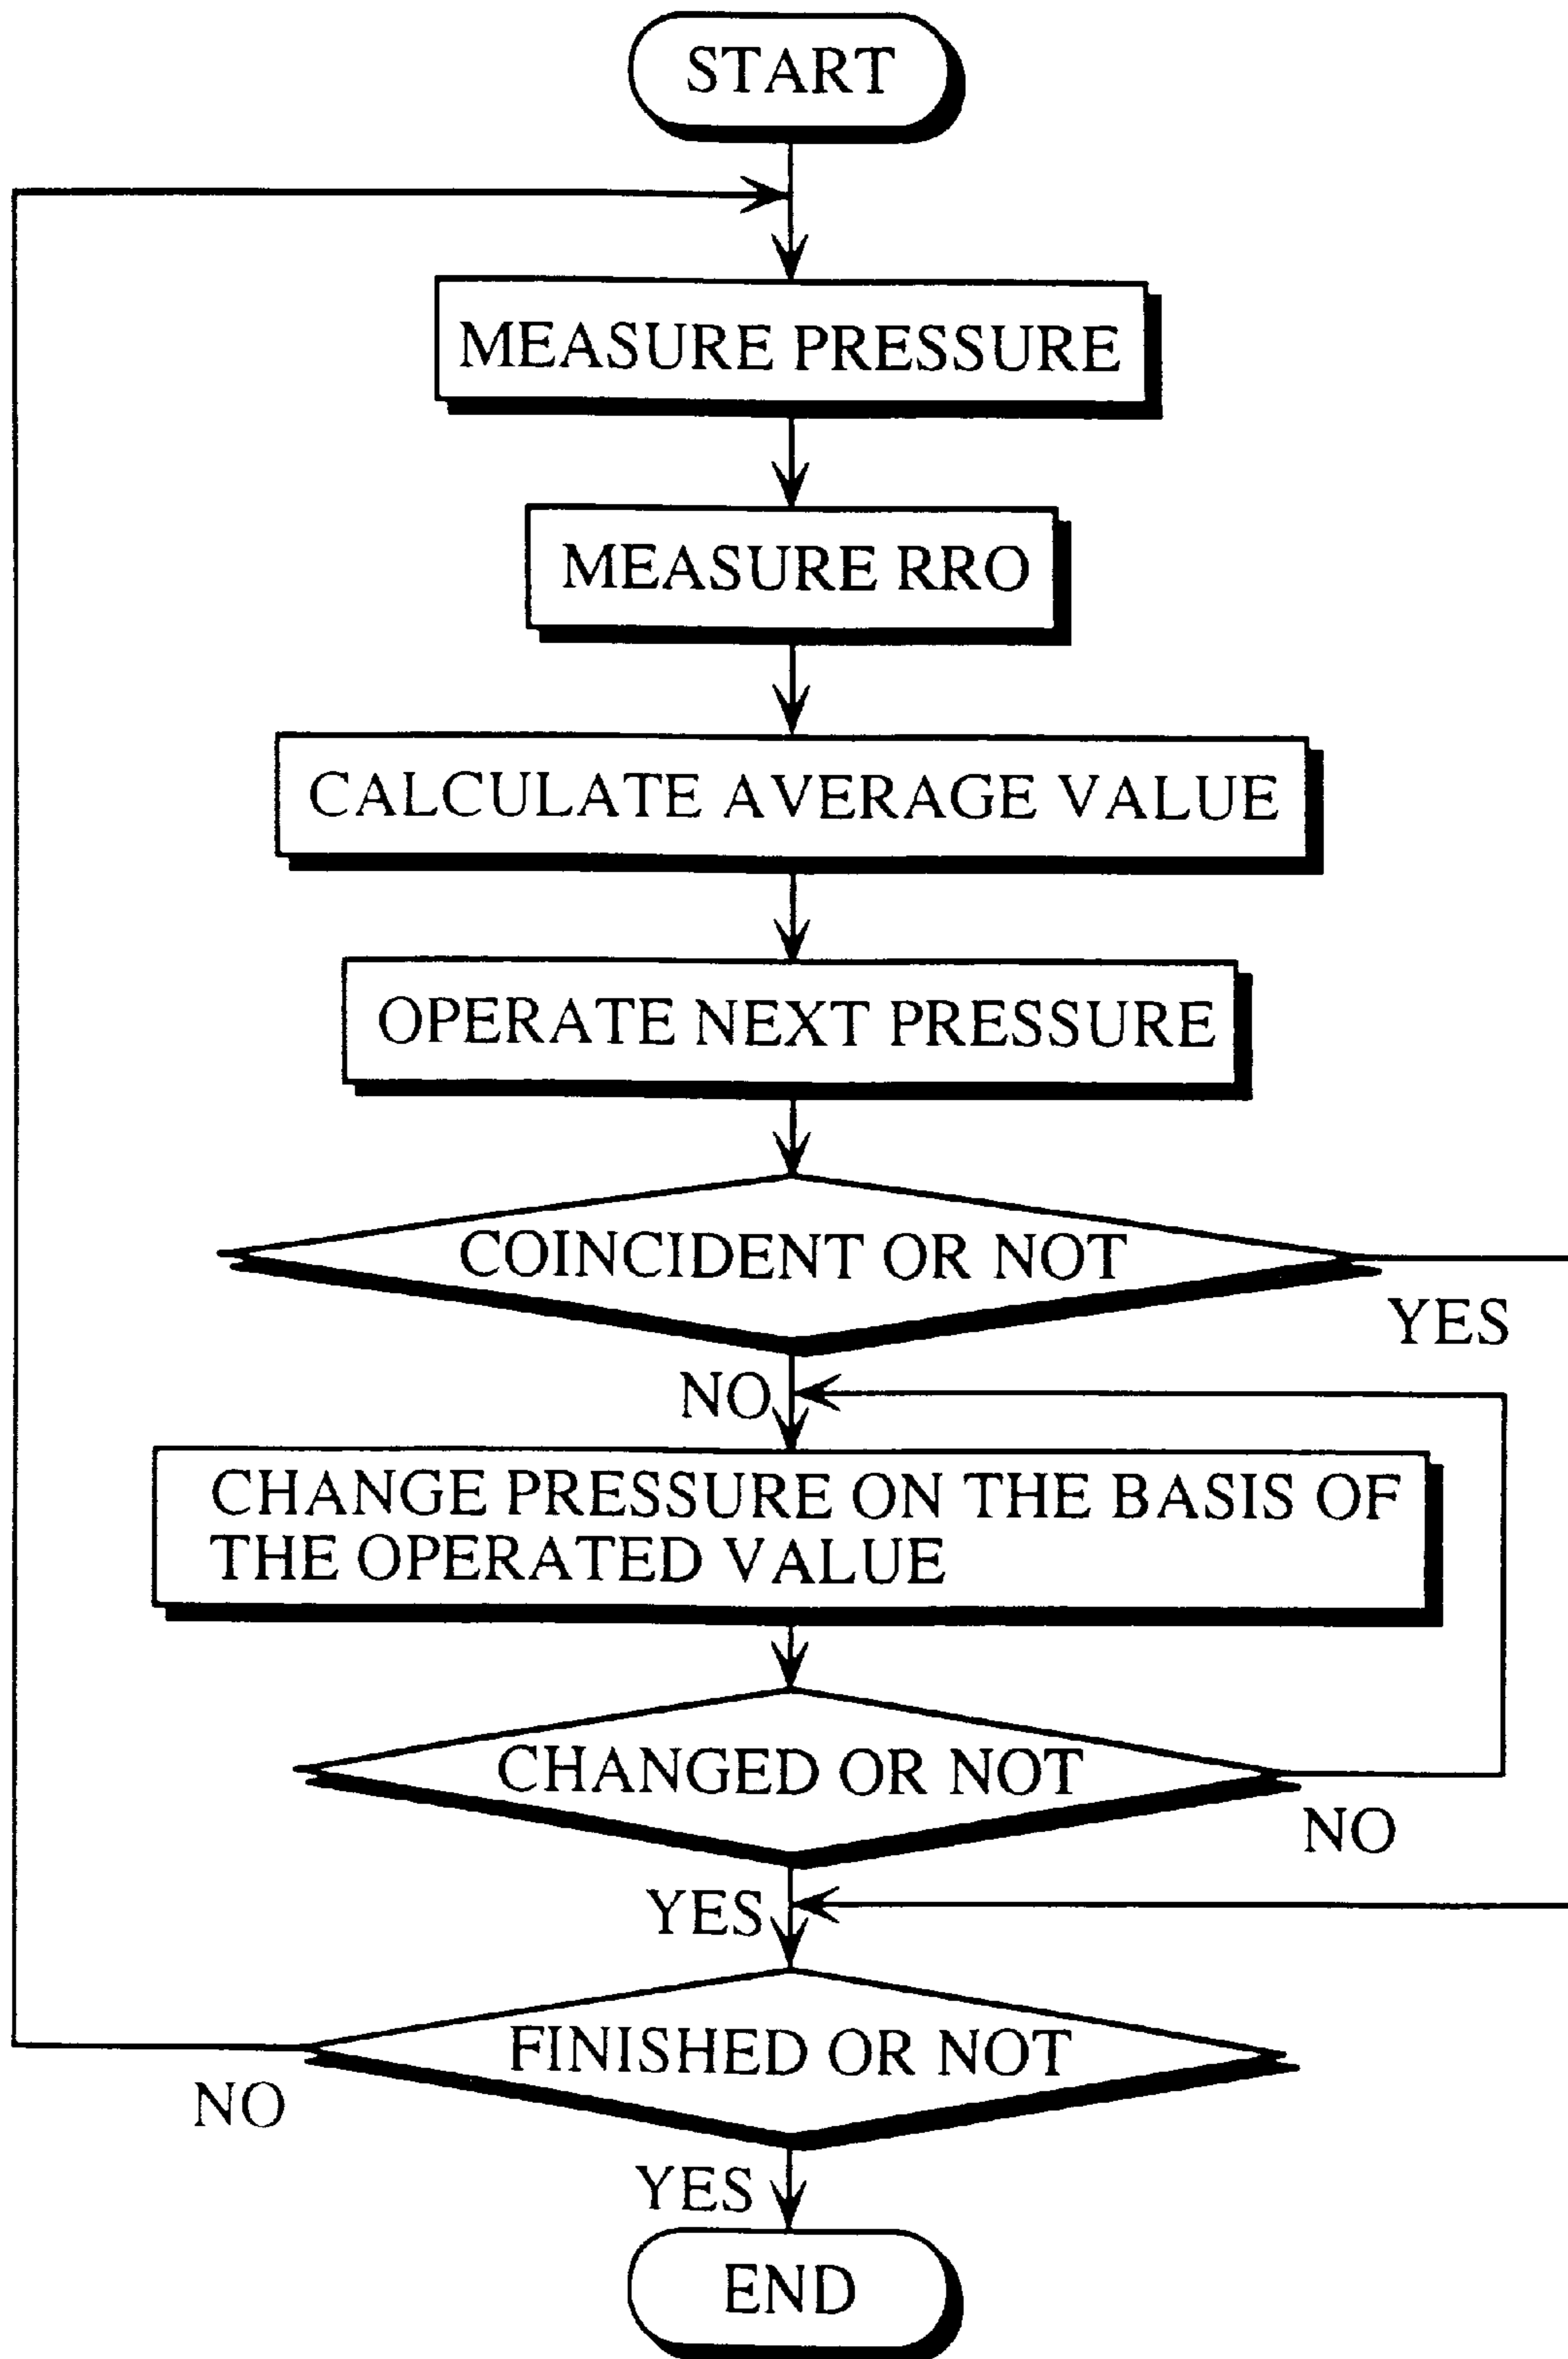 START
MEASURE PRESSURE
MEASURE RRO
CALCULATE AVERAGE VALUE
OPERATE NEXT PRESSURE
COINCIDENT OR NOT
YES
NO
CHANGE PRESSURE ON THE BASIS OF
THE OPERATED VALUE
CHANGED OR NOT
NO
YES
FINISHED OR NOT
NO
YES
END